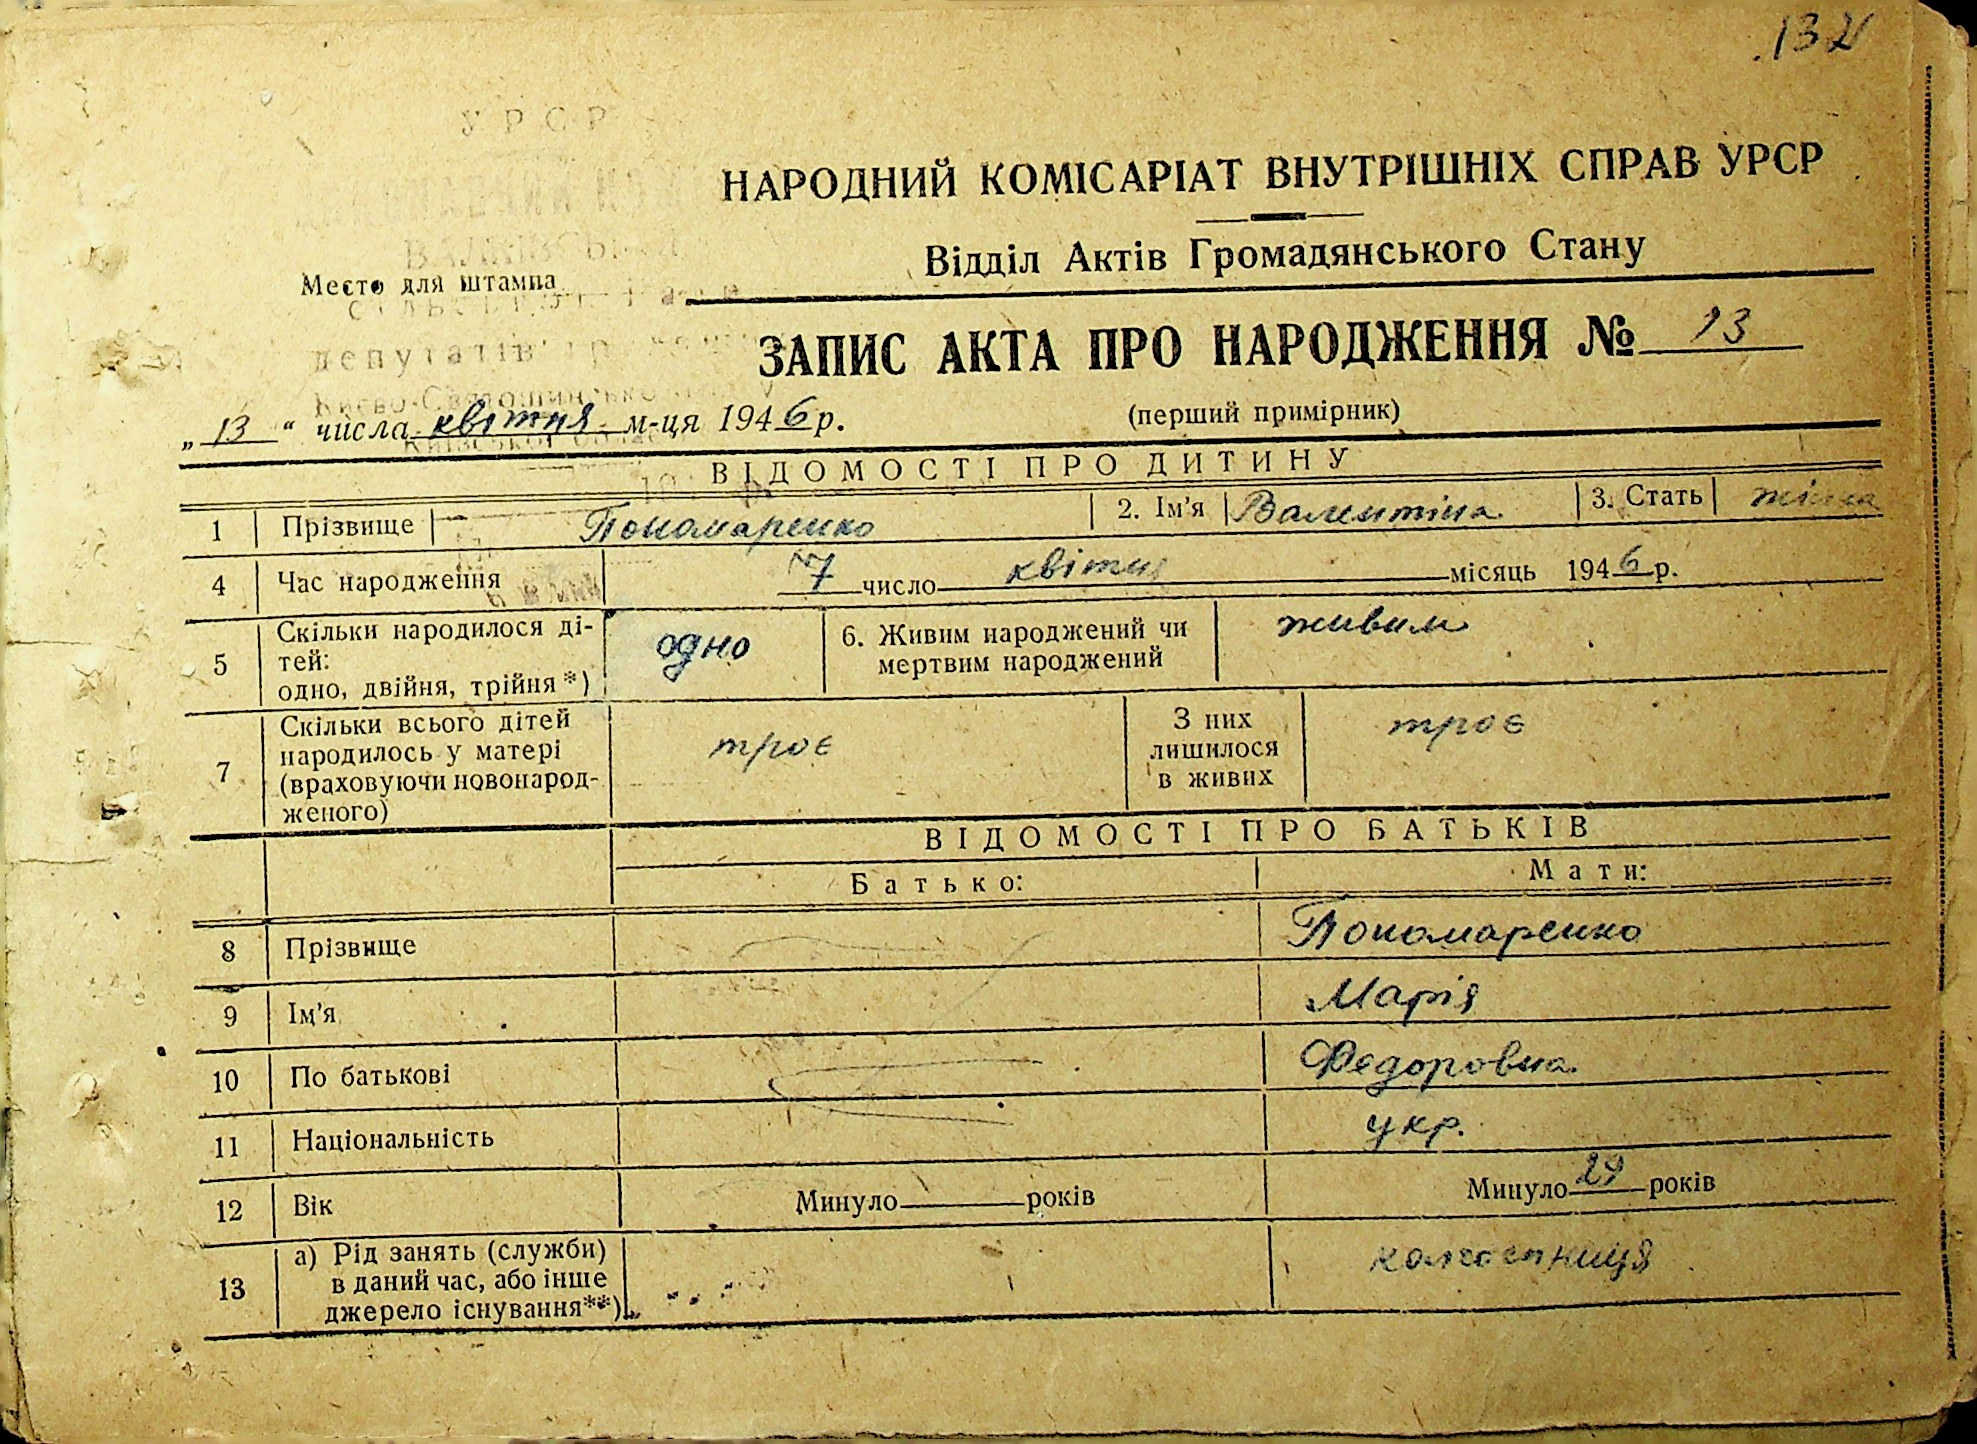 132
УРСР
НАРОДНИЙ КОМІСАРІАТ ВНУТРІШНІХ СПРАВ УРСР
Відділ Актів Громадянського Стану
Место для штампа
депутатів
ЗАПИС АКТА ПРО НАРОДЖЕННЯ № 13
Києво-Святошинського
„13“ числа квітня м-ця 1946 р.
(перший примірник)
ВІДОМОСТІ ПРО ДИТИНУ
1 Прізвище Пономаренко 2. Ім'я Валентіна 3. Стать жіноча
4 Час народження 7 число квітня місяць 1946 р.
5 Скільки народилося ді-
тей:
одно, двійня, трійня*) одно
6. Живим народжений чи
мертвим народжений живим
7 Скільки всього дітей
народилось у матері
(враховуючи новонарод-
женого) троє
З них
лишилося
в живих троє
ВІДОМОСТІ ПРО БАТЬКІВ
Батько: Мати:
8 Прізвище Пономаренко
9 Ім'я Марія
10 По батькові Федоровна
11 Національність укр.
12 Вік Минуло років Минуло 29 років
13 а) Рід занять (служби)
в даний час, або інше
джерело існування**) колгоспниця